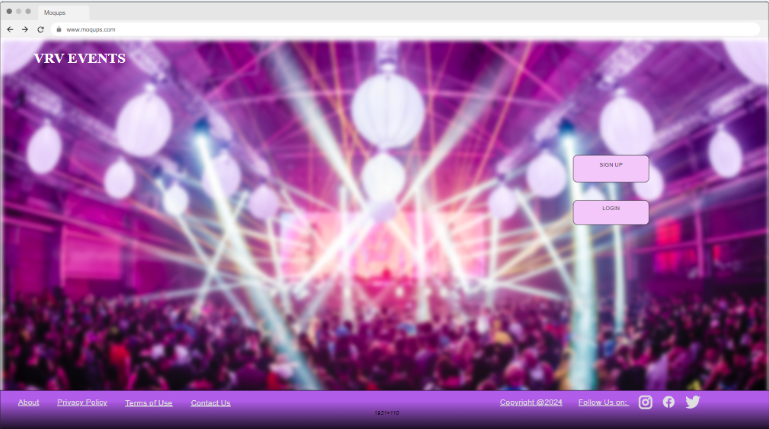 Moqups
www.moqups.com
VRV EVENTS
SIGN UP
LOGIN
About Privacy Policy Terms of Use Contact Us Copyright @2024 Follow Us on: